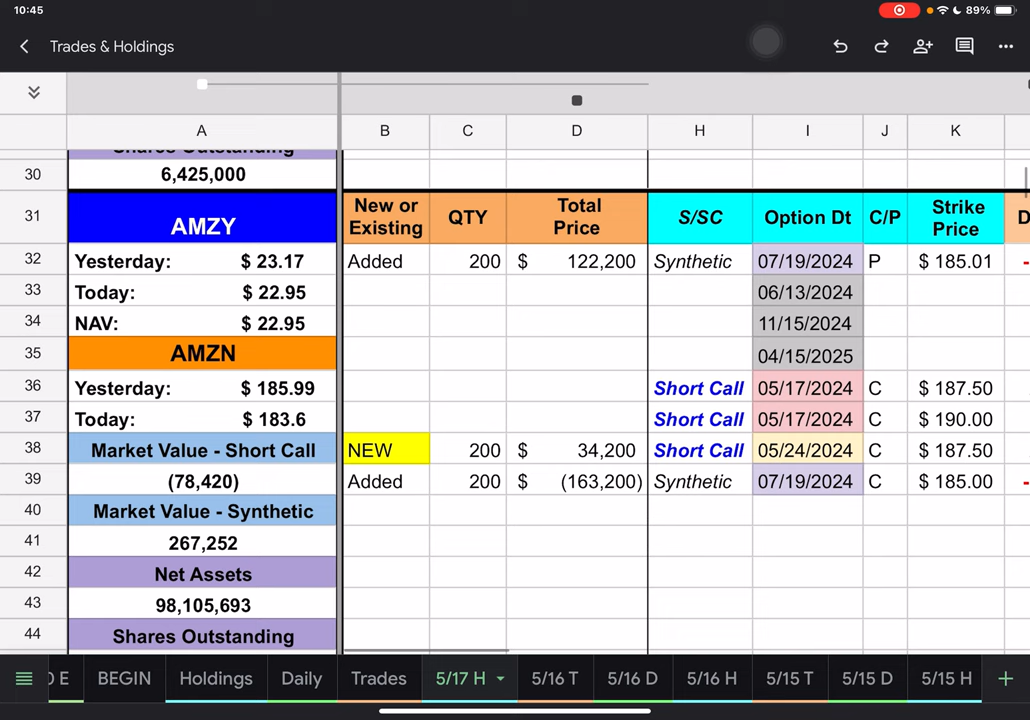 10:45
89%
Trades & Holdings
A B C D H I J K
Shares Outstanding
30 6,425,000
31 AMZY New or Existing QTY Total Price S/SC Option Dt C/P Strike Price D
32 Yesterday: $ 23.17 Added 200 $ 122,200 Synthetic 07/19/2024 P $ 185.01 -
33 Today: $ 22.95 06/13/2024
34 NAV: $ 22.95 11/15/2024
35 AMZN 04/15/2025
36 Yesterday: $ 185.99 Short Call 05/17/2024 C $ 187.50
37 Today: $ 183.6 Short Call 05/17/2024 C $ 190.00
38 Market Value - Short Call NEW 200 $ 34,200 Short Call 05/24/2024 C $ 187.50
39 (78,420) Added 200 $ (163,200) Synthetic 07/19/2024 C $ 185.00 -
40 Market Value - Synthetic
41 267,252
42 Net Assets
43 98,105,693
44 Shares Outstanding
E BEGIN Holdings Daily Trades 5/17 H 5/16 T 5/16 D 5/16 H 5/15 T 5/15 D 5/15 H +